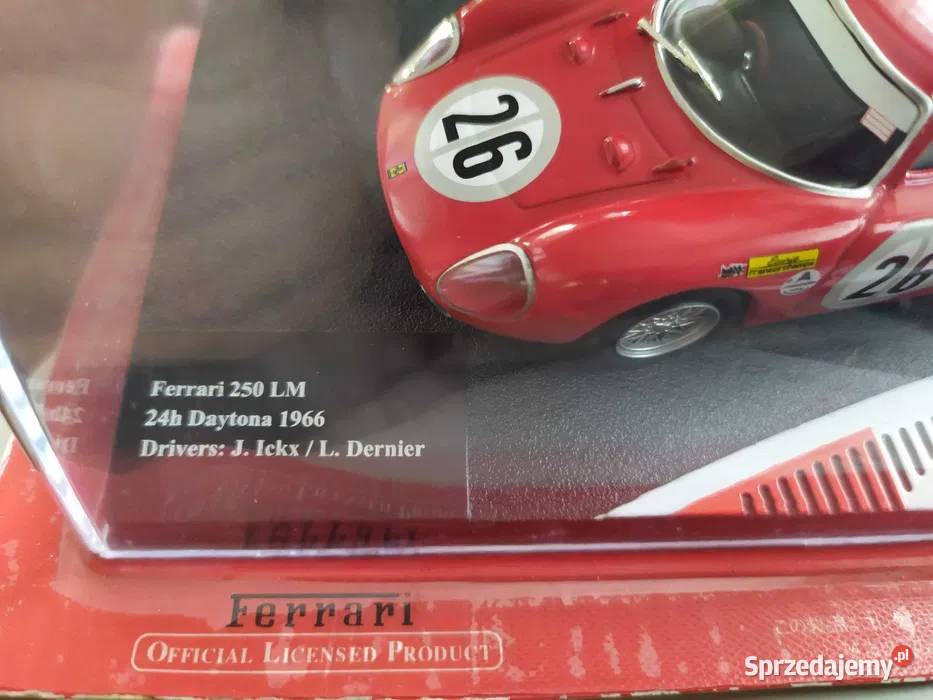 26
26
Ferrari 250 LM
24h Daytona 1966
Drivers: J. Ickx / L. Dernier
Ferrari
OFFICIAL LICENSED PRODUCT
Sprzedajemy.pl